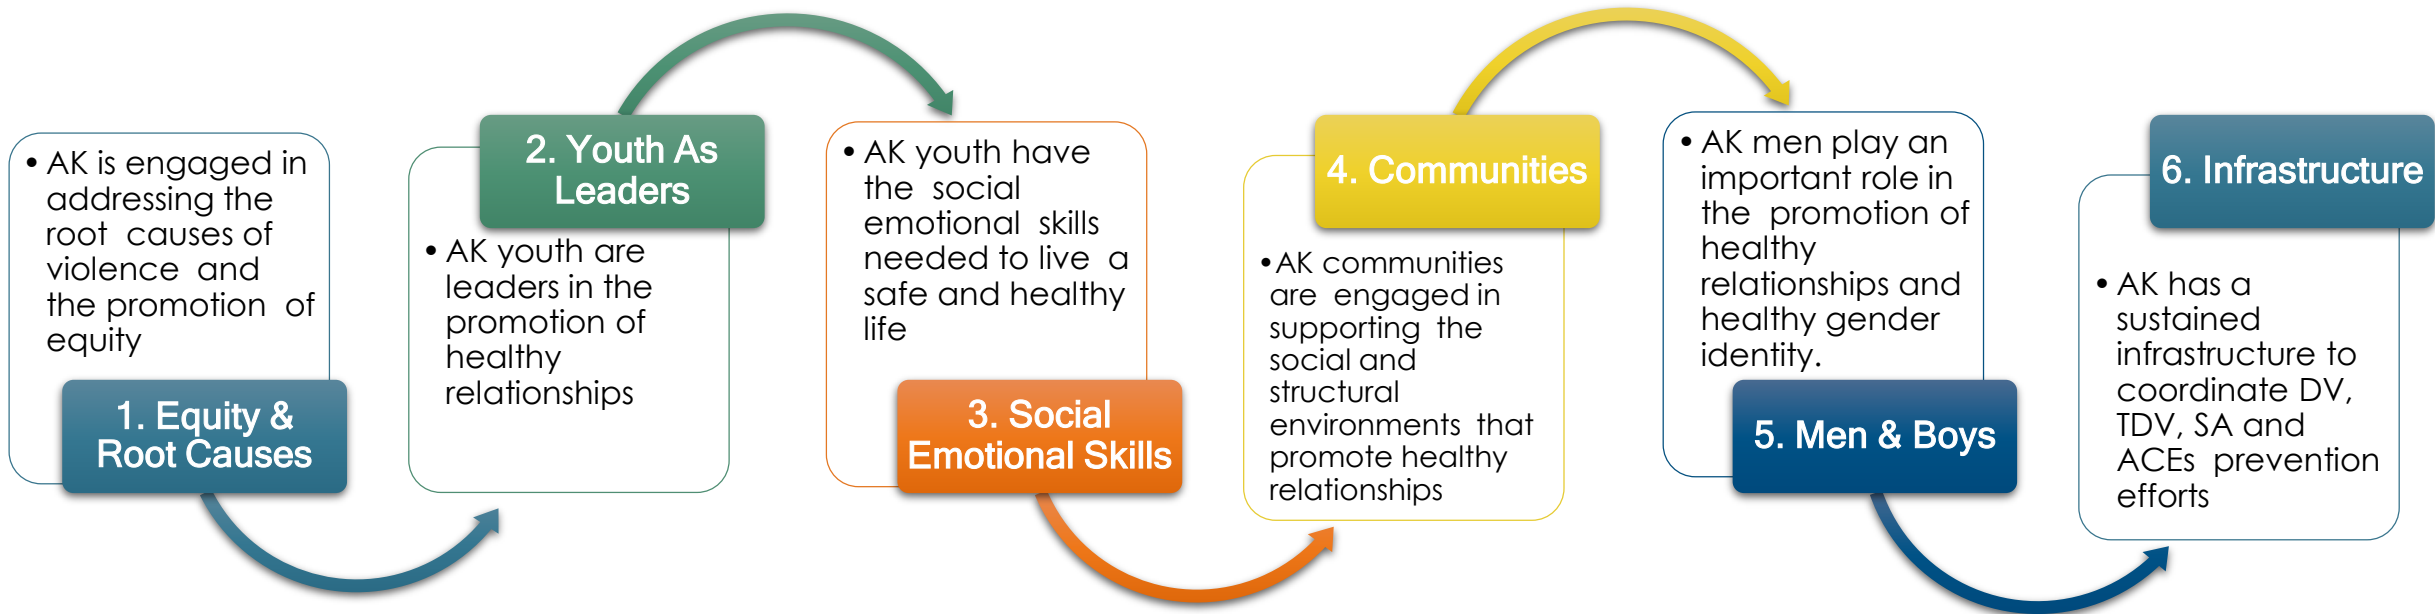 • AK is engaged in
addressing the
root causes of
violence and
the promotion of
equity
1. Equity &
Root Causes
2. Youth As
Leaders
• AK youth are
leaders in the
promotion of
healthy
relationships
• AK youth have
the social
emotional skills
needed to live a
safe and healthy
life
3. Social
Emotional Skills
4. Communities
• AK communities
are engaged in
supporting the
social and
structural
environments that
promote healthy
relationships
• AK men play an
important role in
the promotion of
healthy
relationships and
healthy gender
identity.
5. Men & Boys
6. Infrastructure
• AK has a
sustained
infrastructure to
coordinate DV,
TDV, SA and
ACEs prevention
efforts